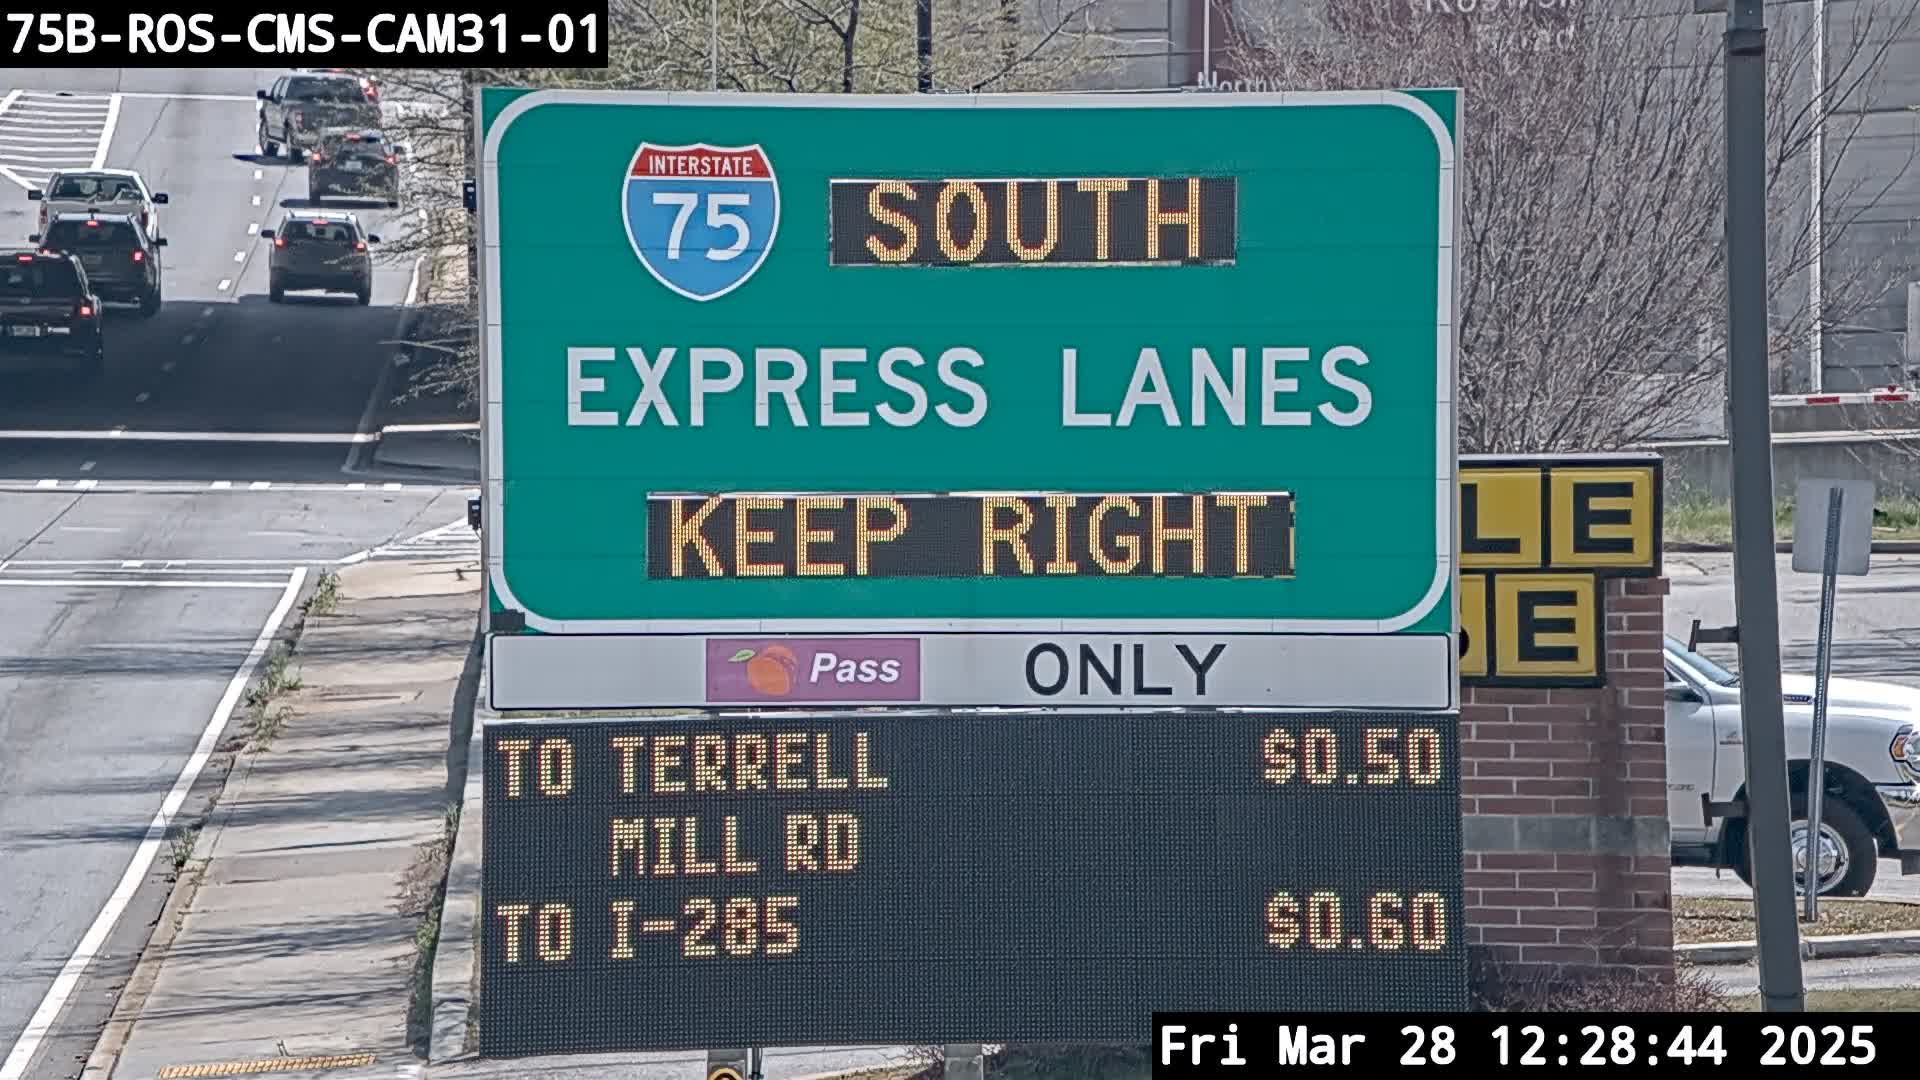 75B-ROS-CMS-CAM31-01
INTERSTATE
75
SOUTH
EXPRESS LANES
KEEP RIGHT
Pass
ONLY
TO TERRELL $0.50
MILL RD
TO I-285 $0.60
LE
E
Fri Mar 28 12:28:44 2025